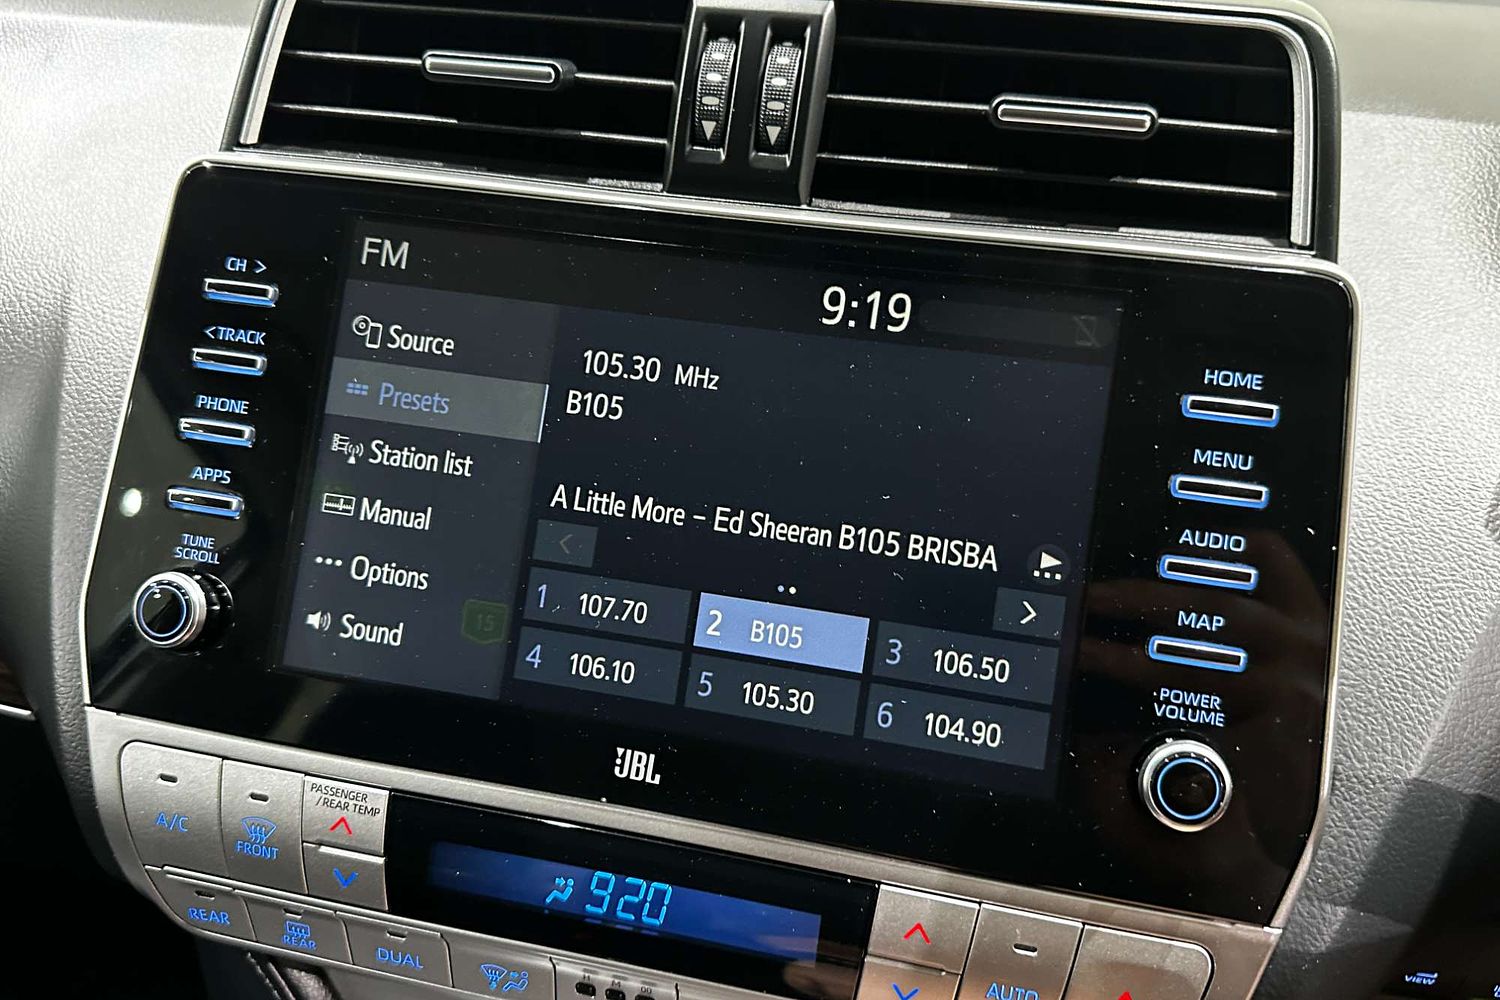 FM
9:19
CH >
<TRACK
PHONE
APPS
TUNE
SCROLL
Source
Presets
Station list
Manual
Options
Sound
15
105.30 MHz
B105
A Little More – Ed Sheeran B105 BRISBA
1 107.70
2 B105
3 106.50
4 106.10
5 105.30
6 104.90
HOME
MENU
AUDIO
MAP
POWER
VOLUME
JBL
A/C
FRONT
PASSENGER
/REAR TEMP
920
REAR
REAR
DUAL
AUTO
VIEW